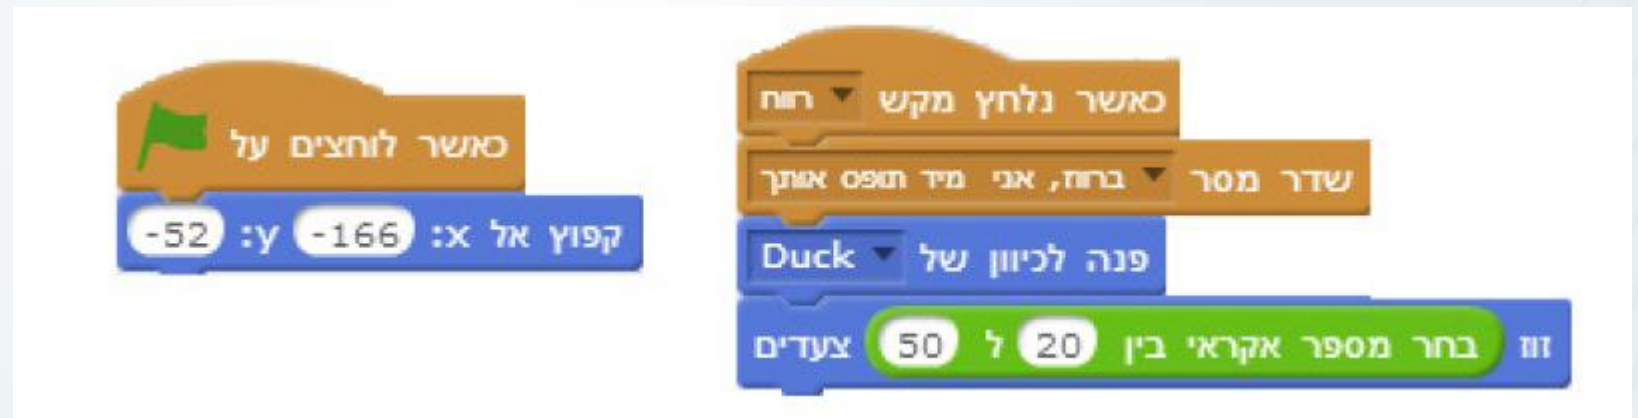 כאשר לוחצים על
קפוץ אל x: -166 y: -52
כאשר נלחץ מקש רווח
שדר מסר ברווז, אני מיד תופס אותך
פנה לכיוון של Duck
זוז בחר מספר אקראי בין 20 ל 50 צעדים